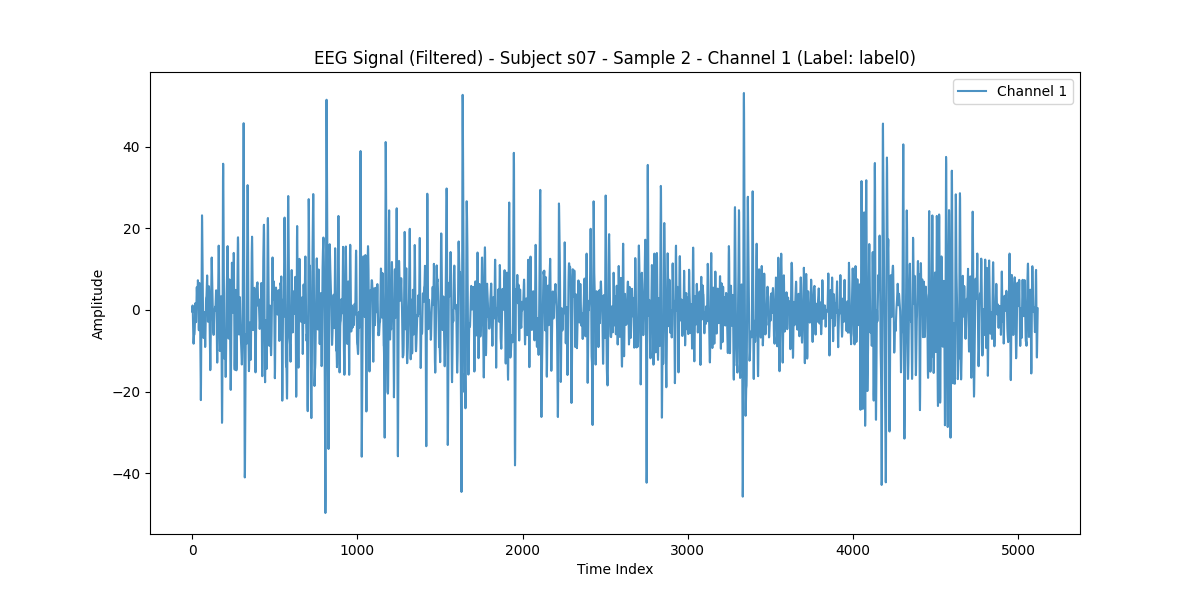 EEG Signal (Filtered) - Subject s07 - Sample 2 - Channel 1 (Label: label0)
Channel 1
40
20
0
−20
−40
Amplitude
0 1000 2000 3000 4000 5000
Time Index